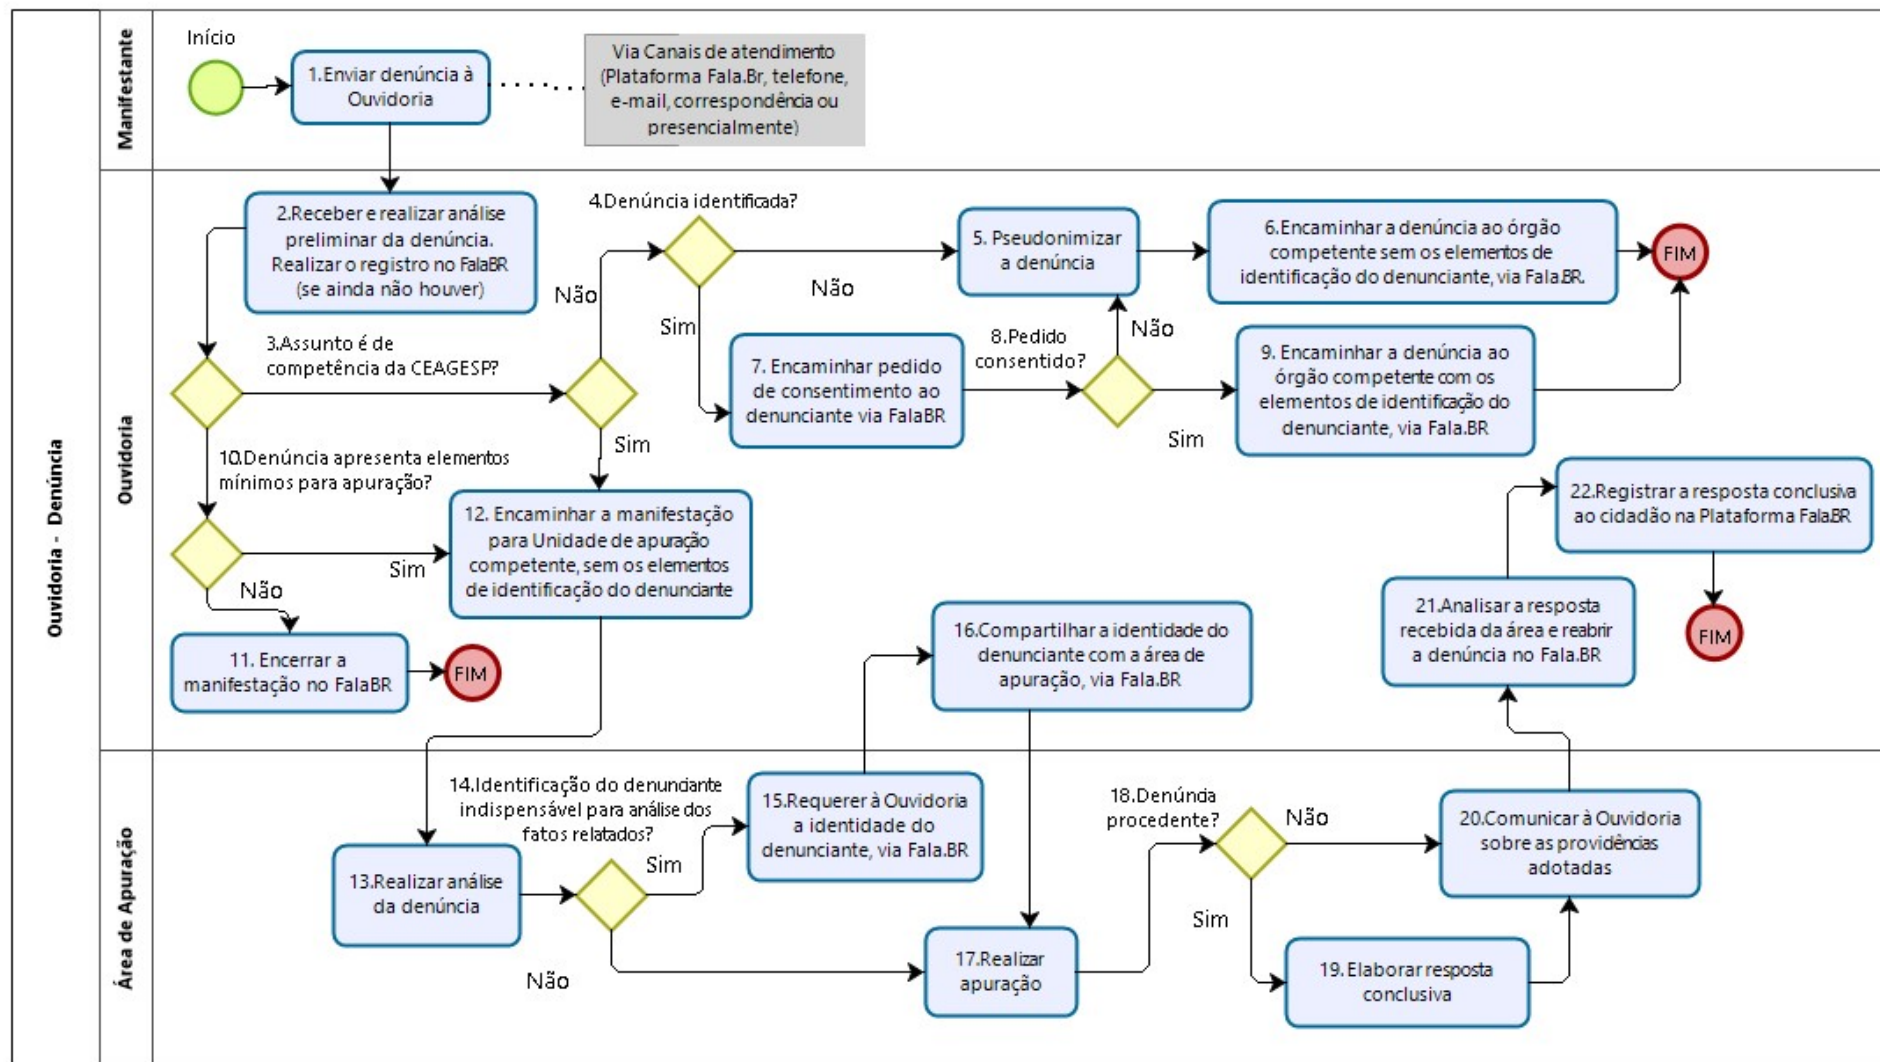 Ouvidoria - Denúncia
Manifestante
Início
1.Enviar denúncia à
Ouvidoria
Via Canais de atendimento
(Plataforma Fala.Br, telefone,
e-mail, correspondência ou
presencialmente)
Ouvidoria
2.Receber e realizar análise
preliminar da denúncia.
Realizar o registro no FalaBR
(se ainda não houver)
3.Assunto é de
competência da CEAGESP?
Não
Sim
4.Denúncia identificada?
Não
Sim
5. Pseudonimizar
a denúncia
6.Encaminhar a denúncia ao órgão
competente sem os elementos de
identificação do denunciante, via Fala.BR.
FIM
7. Encaminhar pedido
de consentimento ao
denunciante via FalaBR
8.Pedido
consentido?
Não
Sim
9. Encaminhar a denúncia ao
órgão competente com os
elementos de identificação do
denunciante, via Fala.BR
10.Denúncia apresenta elementos
mínimos para apuração?
Sim
Não
11. Encerrar a
manifestação no FalaBR
FIM
12. Encaminhar a manifestação
para Unidade de apuração
competente, sem os elementos
de identificação do denunciante
16.Compartilhar a identidade do
denunciante com a área de
apuração, via Fala.BR
21.Analisar a resposta
recebida da área e reabrir
a denúncia no Fala.BR
22.Registrar a resposta conclusiva
ao cidadão na Plataforma Fala.BR
FIM
Área de Apuração
13.Realizar análise
da denúncia
14.Identificação do denunciante
indispensável para análise dos
fatos relatados?
Sim
Não
15.Requerer à Ouvidoria
a identidade do
denunciante, via Fala.BR
17.Realizar
apuração
18.Denúncia
procedente?
Não
Sim
19. Elaborar resposta
conclusiva
20.Comunicar à Ouvidoria
sobre as providências
adotadas